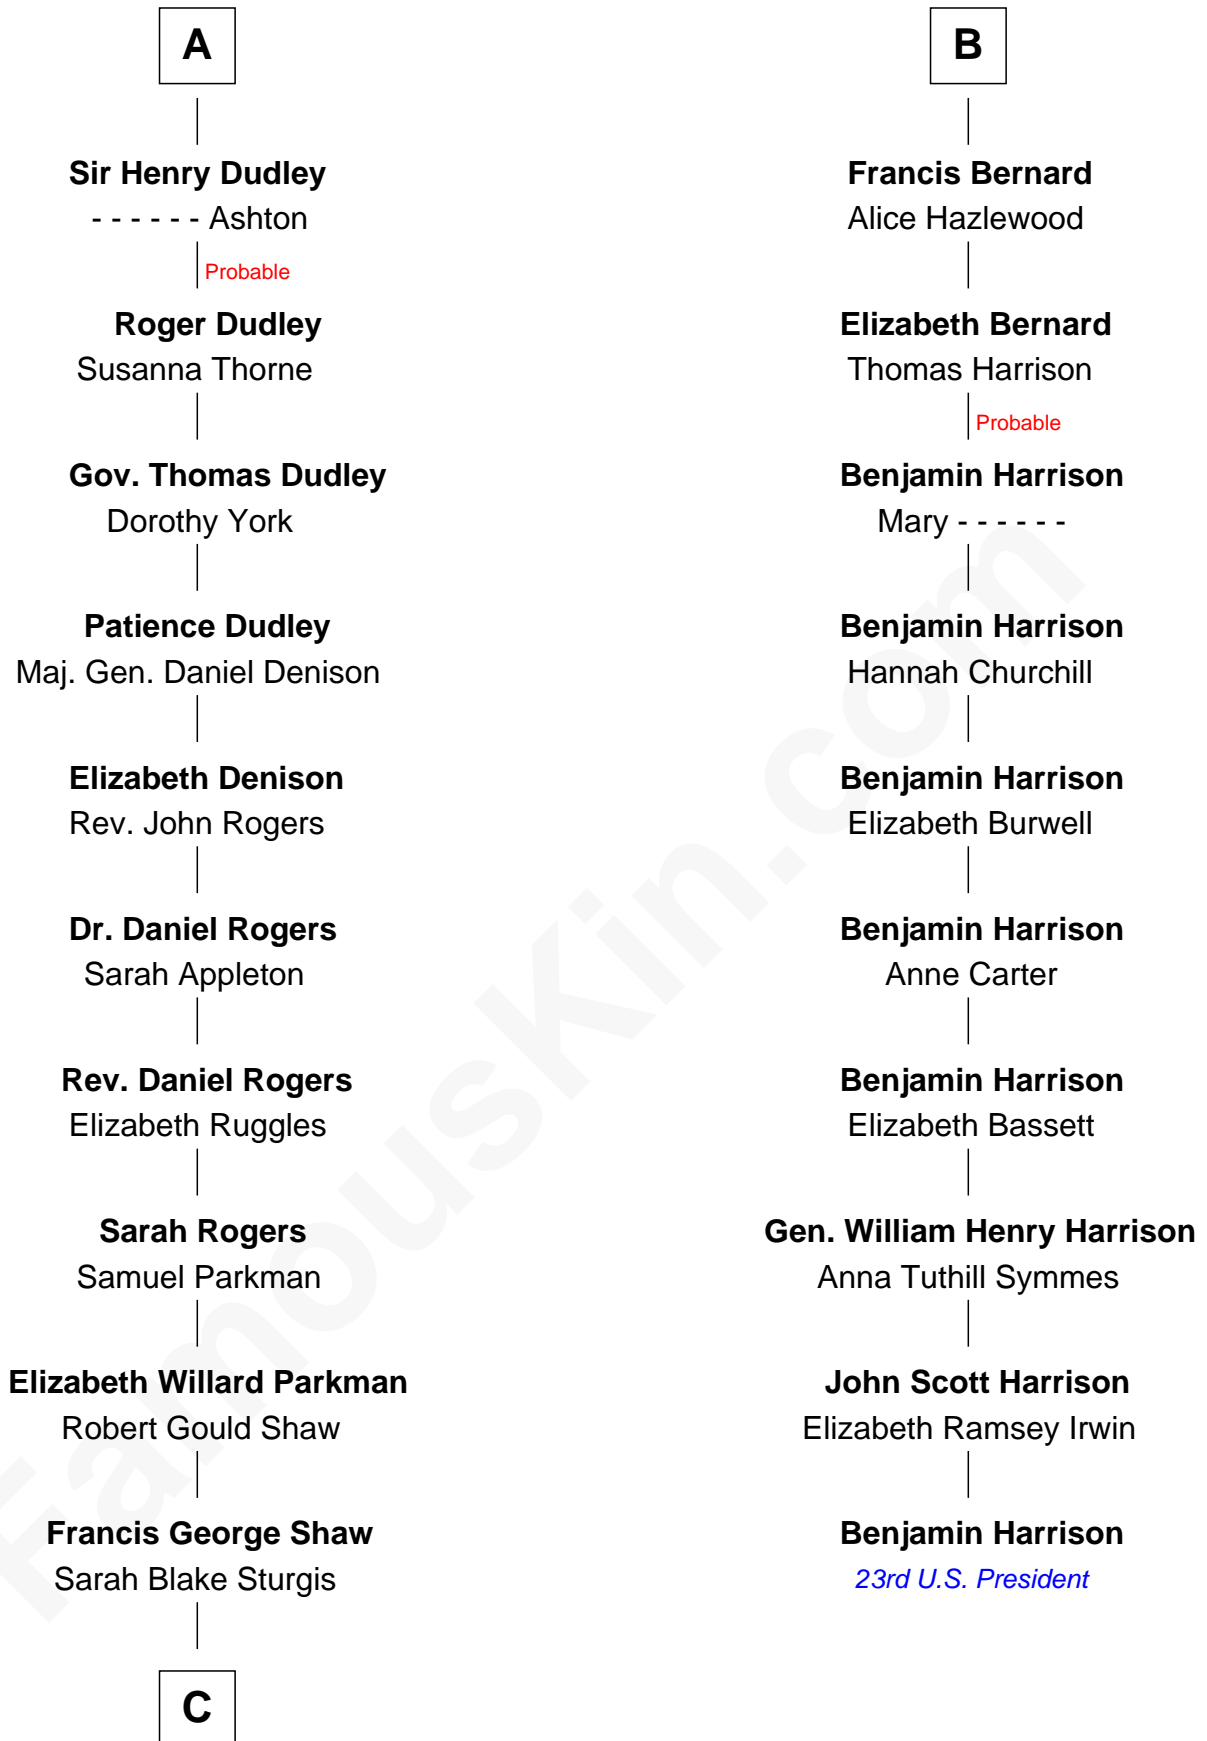 A
Sir Henry Dudley
- - - - - - Ashton
Probable
Roger Dudley
Susanna Thorne
Gov. Thomas Dudley
Dorothy York
Patience Dudley
Maj. Gen. Daniel Denison
Elizabeth Denison
Rev. John Rogers
Dr. Daniel Rogers
Sarah Appleton
Rev. Daniel Rogers
Elizabeth Ruggles
Sarah Rogers
Samuel Parkman
Elizabeth Willard Parkman
Robert Gould Shaw
Francis George Shaw
Sarah Blake Sturgis
C
B
Francis Bernard
Alice Hazlewood
Elizabeth Bernard
Thomas Harrison
Probable
Benjamin Harrison
Mary - - - - - -
Benjamin Harrison
Hannah Churchill
Benjamin Harrison
Elizabeth Burwell
Benjamin Harrison
Anne Carter
Benjamin Harrison
Elizabeth Bassett
Gen. William Henry Harrison
Anna Tuthill Symmes
John Scott Harrison
Elizabeth Ramsey Irwin
Benjamin Harrison
23rd U.S. President
FamousKin.com